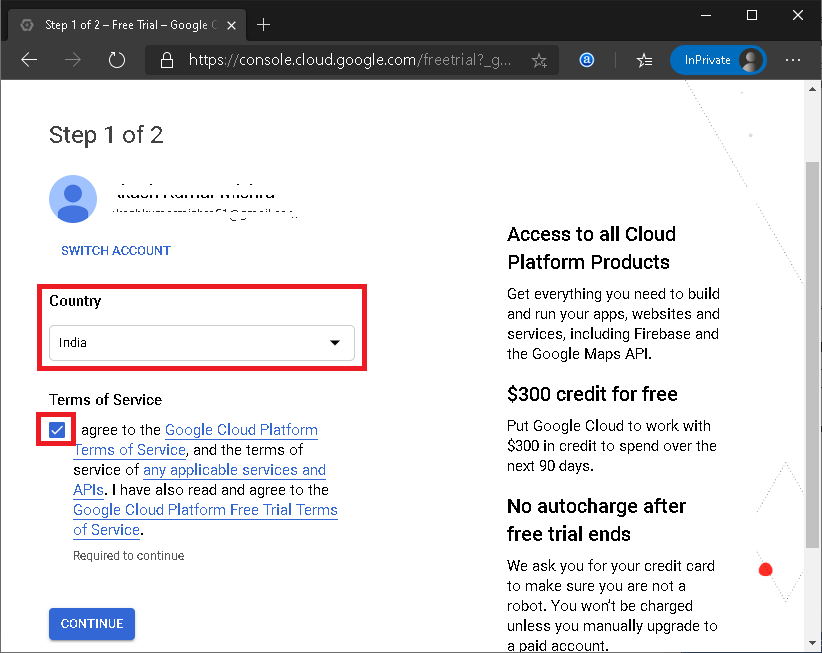 Step 1 of 2 – Free Trial – Google C
https://console.cloud.google.com/freetrial?_g...
InPrivate
Step 1 of 2
SWITCH ACCOUNT
Country
India
Terms of Service
agree to the Google Cloud Platform
Terms of Service, and the terms of
service of any applicable services and
APIs. I have also read and agree to the
Google Cloud Platform Free Trial Terms
of Service.
Required to continue
CONTINUE
Access to all Cloud
Platform Products
Get everything you need to build
and run your apps, websites and
services, including Firebase and
the Google Maps API.
$300 credit for free
Put Google Cloud to work with
$300 in credit to spend over the
next 90 days.
No autocharge after
free trial ends
We ask you for your credit card
to make sure you are not a
robot. You won't be charged
unless you manually upgrade to
a paid account.